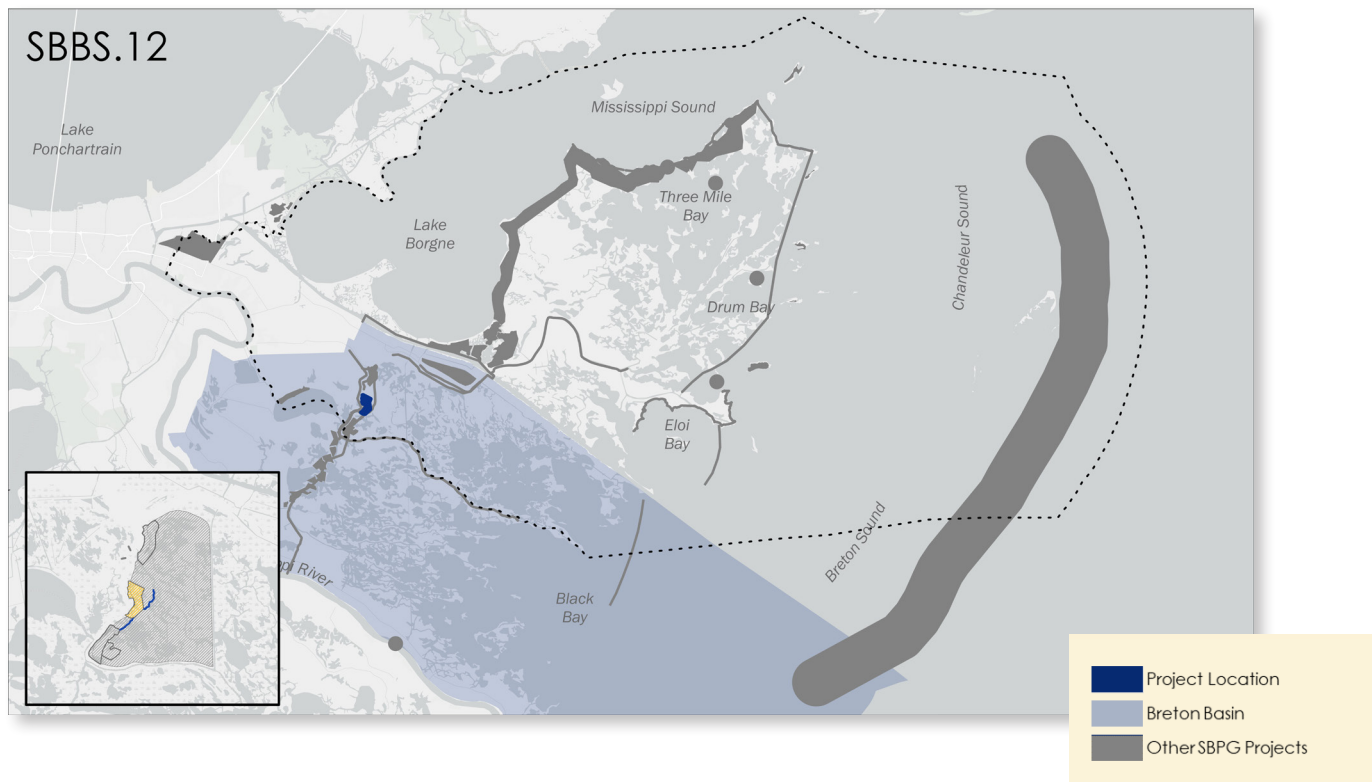 SBBS.12
Mississippi Sound
Lake
Ponchartrain
Three Mile
Bay
Lake
Borgne
Chandeleur Sound
Drum Bay
Eloi
Bay
Breton Sound
ppi River
Black
Bay
Project Location
Breton Basin
Other SBPG Projects